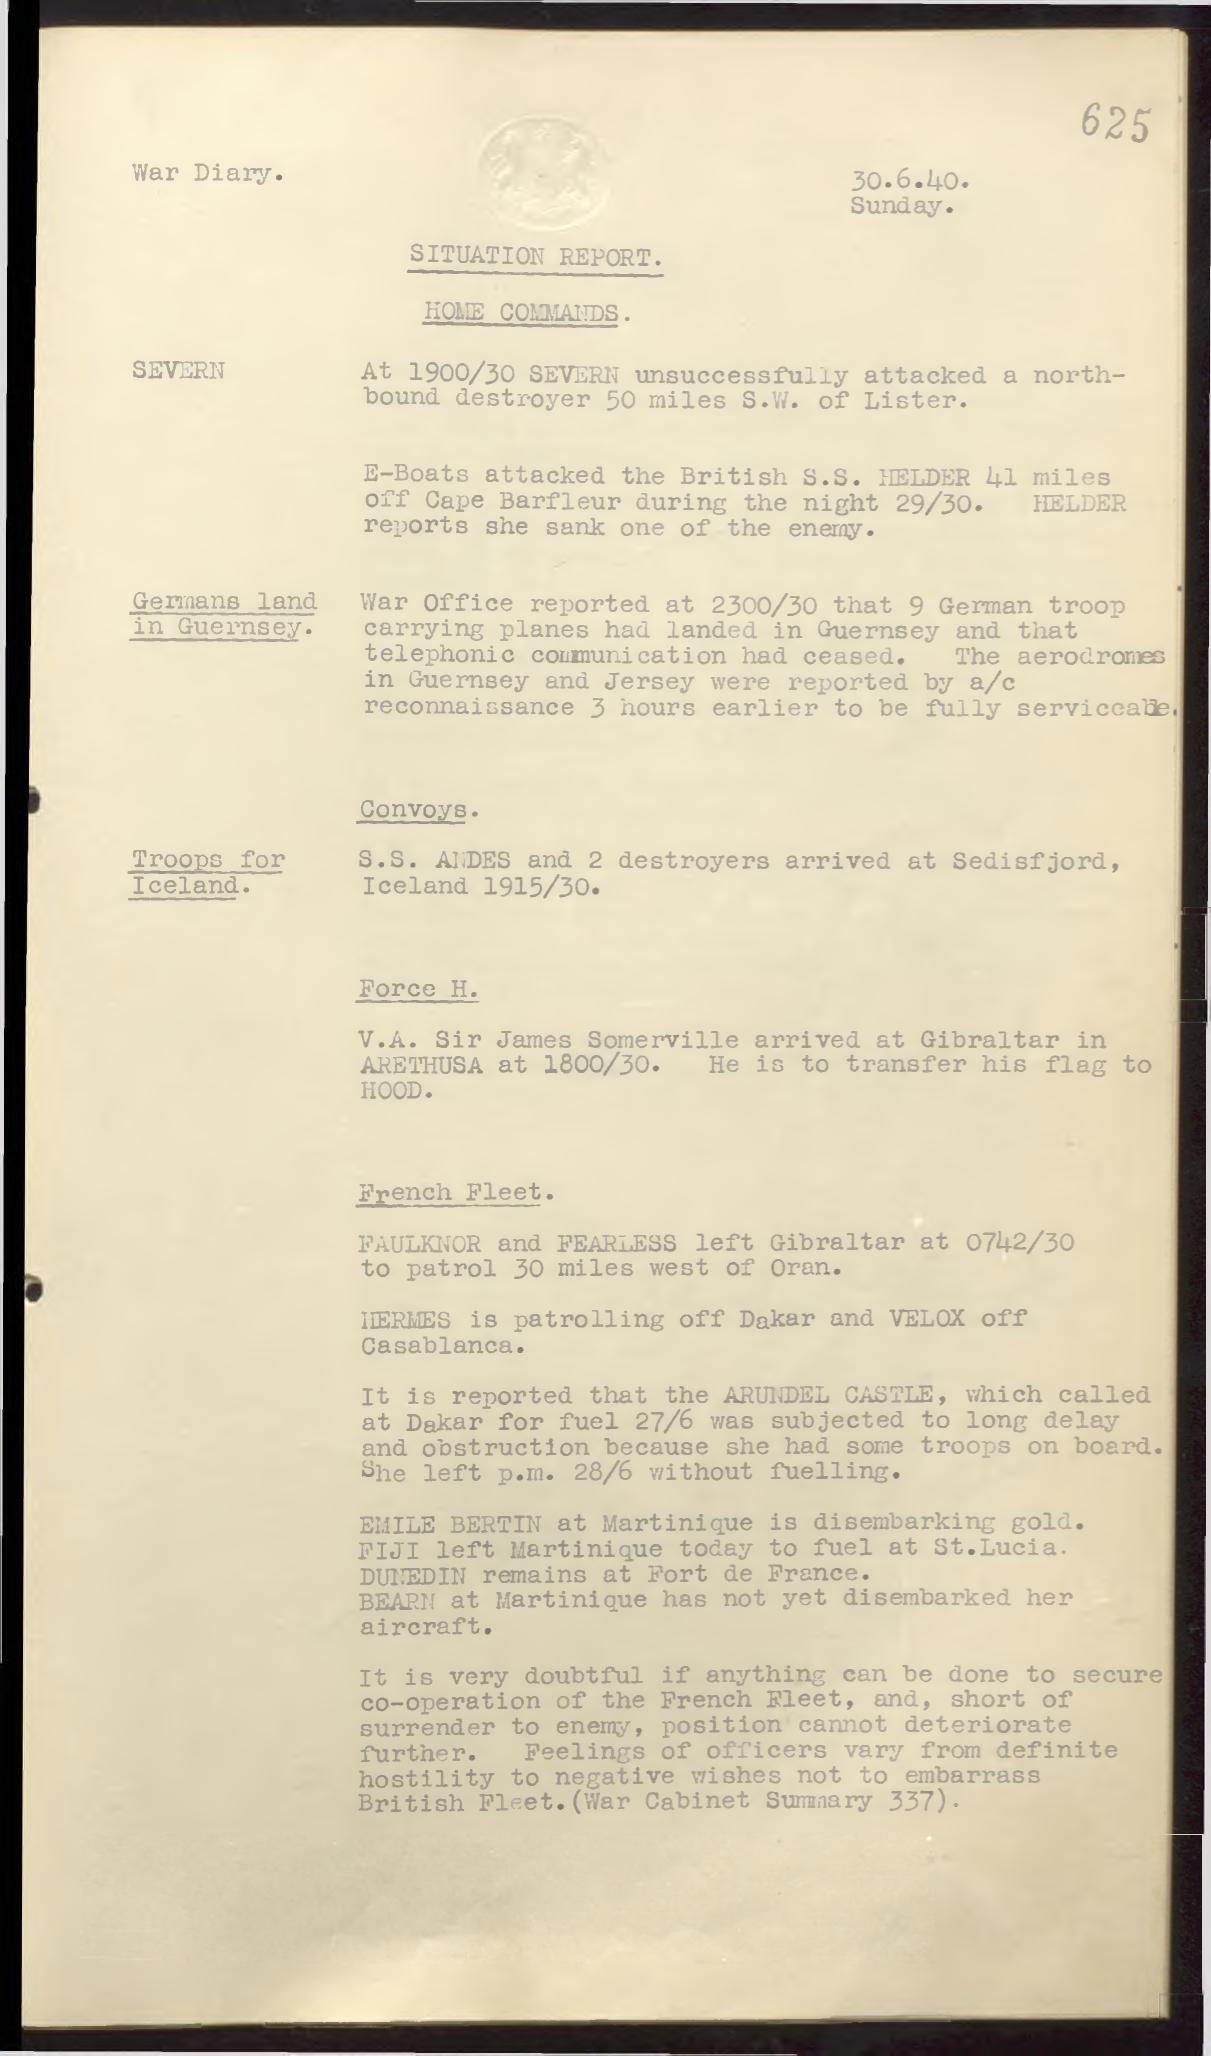 625
War Diary.
30.6.40.
Sunday.
SITUATION REPORT.
HOME COMMANDS.
SEVERN
At 1900/30 SEVERN unsuccessfully attacked a north-
bound destroyer 50 miles S.W. of Lister.
E-Boats attacked the British S.S. HELDER 41 miles
off Cape Barfleur during the night 29/30. HELDER
reports she sank one of the enemy.
Germans land
in Guernsey.
War Office reported at 2300/30 that 9 German troop
carrying planes had landed in Guernsey and that
telephonic communication had ceased. The aerodromes
in Guernsey and Jersey were reported by a/c
reconnaissance 3 hours earlier to be fully serviceable.
Convoys.
Troops for
Iceland.
S.S. ANDES and 2 destroyers arrived at Sedisfjord,
Iceland 1915/30.
Force H.
V.A. Sir James Somerville arrived at Gibraltar in
ARETHUSA at 1800/30. He is to transfer his flag to
HOOD.
French Fleet.
FAULKNOR and FEARLESS left Gibraltar at 0742/30
to patrol 30 miles west of Oran.
HERMES is patrolling off Dakar and VELOX off
Casablanca.
It is reported that the ARUNDEL CASTLE, which called
at Dakar for fuel 27/6 was subjected to long delay
and obstruction because she had some troops on board.
She left p.m. 28/6 without fuelling.
EMILE BERTIN at Martinique is disembarking gold.
FIJI left Martinique today to fuel at St.Lucia.
DUNEDIN remains at Fort de France.
BEARN at Martinique has not yet disembarked her
aircraft.
It is very doubtful if anything can be done to secure
co-operation of the French Fleet, and, short of
surrender to enemy, position cannot deteriorate
further. Feelings of officers vary from definite
hostility to negative wishes not to embarrass
British Fleet.(War Cabinet Summary 337).